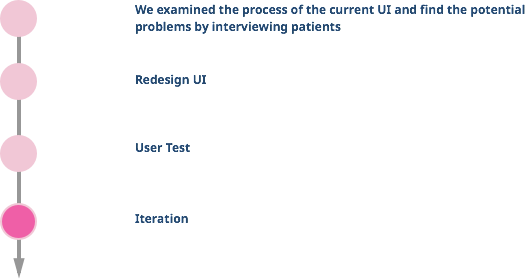 We examined the process of the current UI and find the potential
problems by interviewing patients
Redesign UI
User Test
Iteration